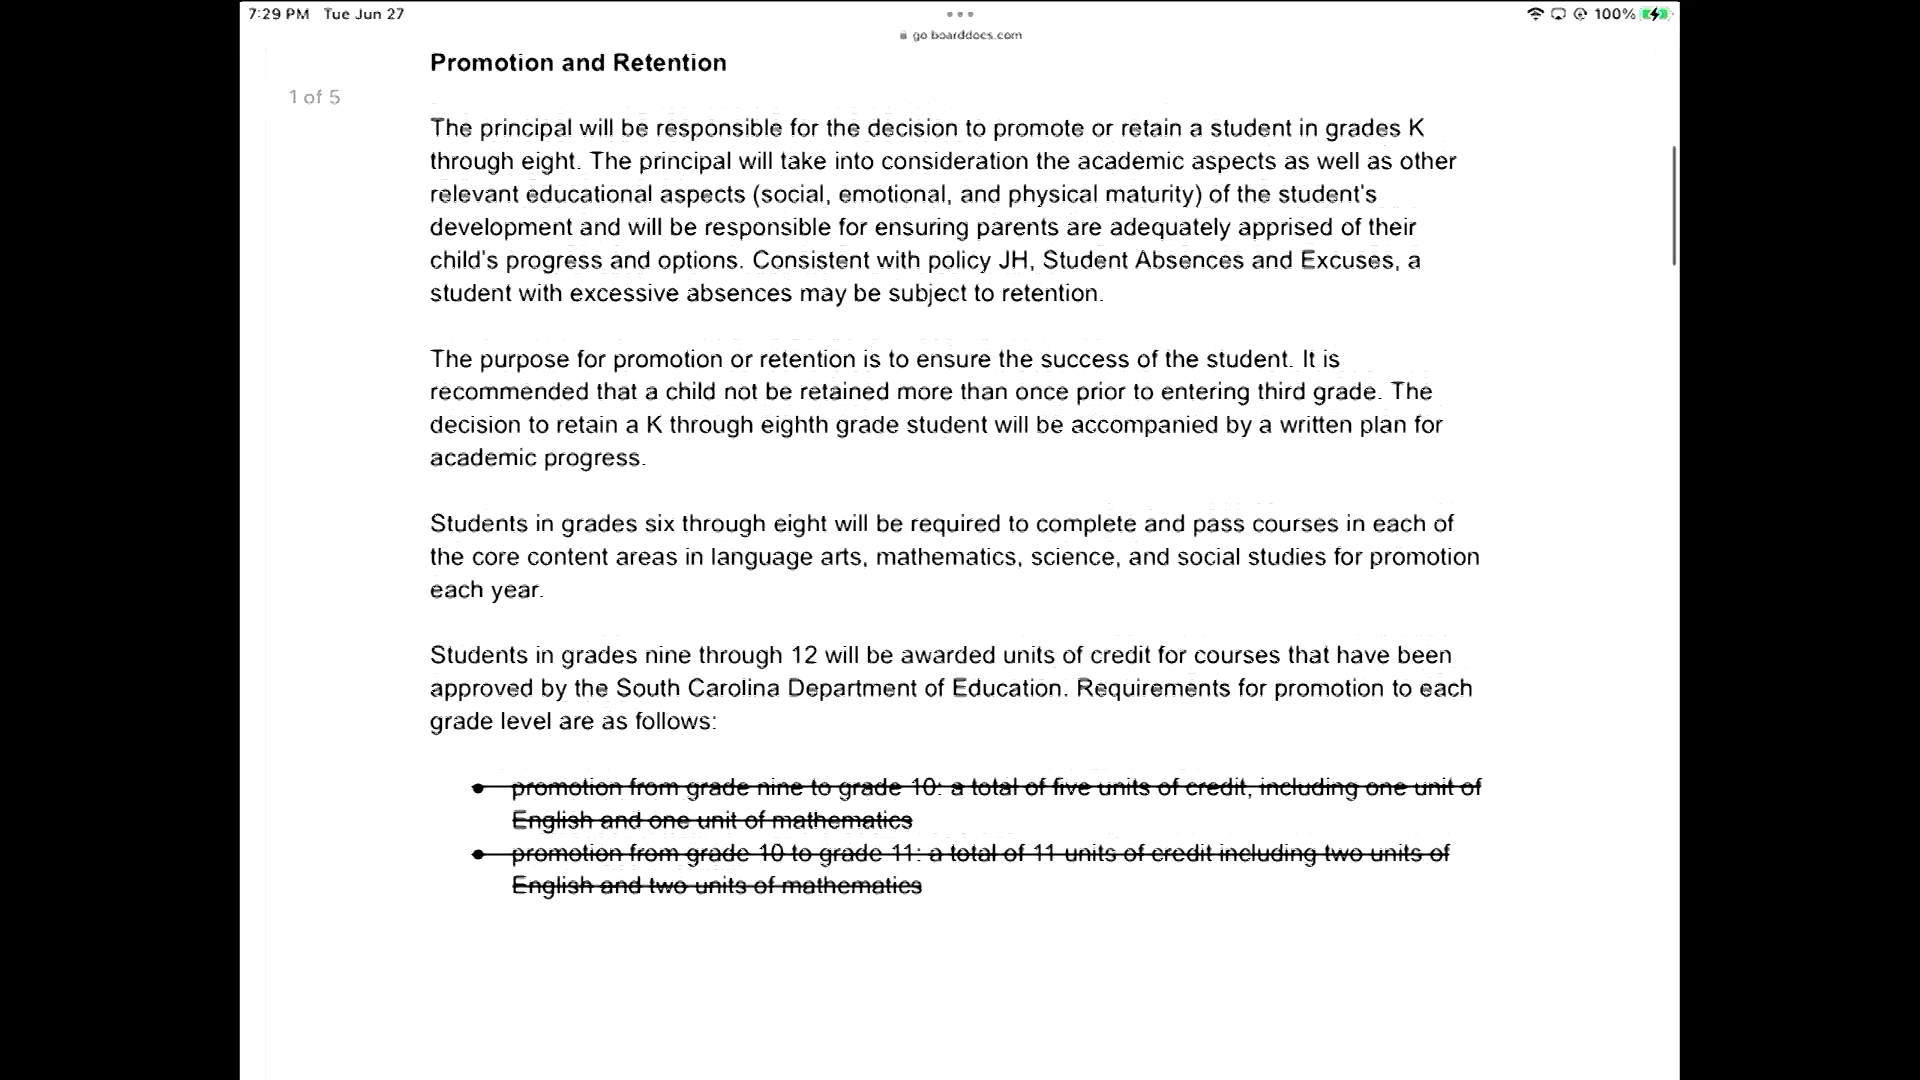 7:29 PM Tue Jun 27
100%
go.boarddocs.com
Promotion and Retention
1 of 5
The principal will be responsible for the decision to promote or retain a student in grades K
through eight. The principal will take into consideration the academic aspects as well as other
relevant educational aspects (social, emotional, and physical maturity) of the student's
development and will be responsible for ensuring parents are adequately apprised of their
child's progress and options. Consistent with policy JH, Student Absences and Excuses, a
student with excessive absences may be subject to retention.
The purpose for promotion or retention is to ensure the success of the student. It is
recommended that a child not be retained more than once prior to entering third grade. The
decision to retain a K through eighth grade student will be accompanied by a written plan for
academic progress.
Students in grades six through eight will be required to complete and pass courses in each of
the core content areas in language arts, mathematics, science, and social studies for promotion
each year.
Students in grades nine through 12 will be awarded units of credit for courses that have been
approved by the South Carolina Department of Education. Requirements for promotion to each
grade level are as follows:
• promotion from grade nine to grade 10: a total of five units of credit, including one unit of
English and one unit of mathematics
• promotion from grade 10 to grade 11: a total of 11 units of credit including two units of
English and two units of mathematics